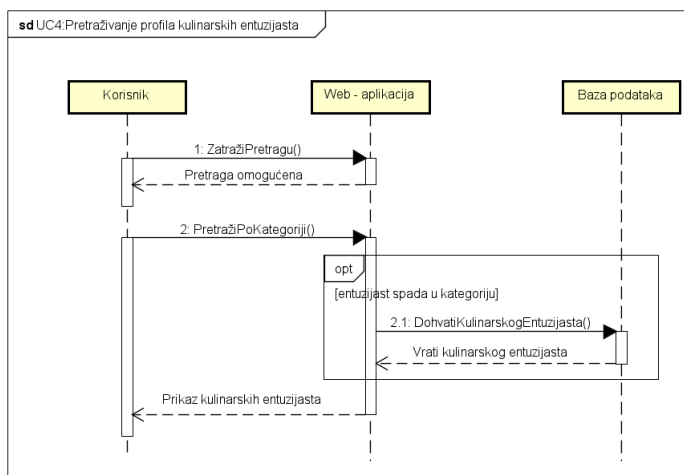 sd UC4:Pretraživanje profila kulinarskih entuzijasta
Korisnik
Web - aplikacija
Baza podataka
1: ZatražiPretragu()
Pretraga omogućena
2: PretražiPoKategoriji()
opt
[entuzijast spada u kategoriju]
2.1: DohvatiKulinarskogEntuzijasta()
Vrati kulinarskog entuzijasta
Prikaz kulinarskih entuzijasta